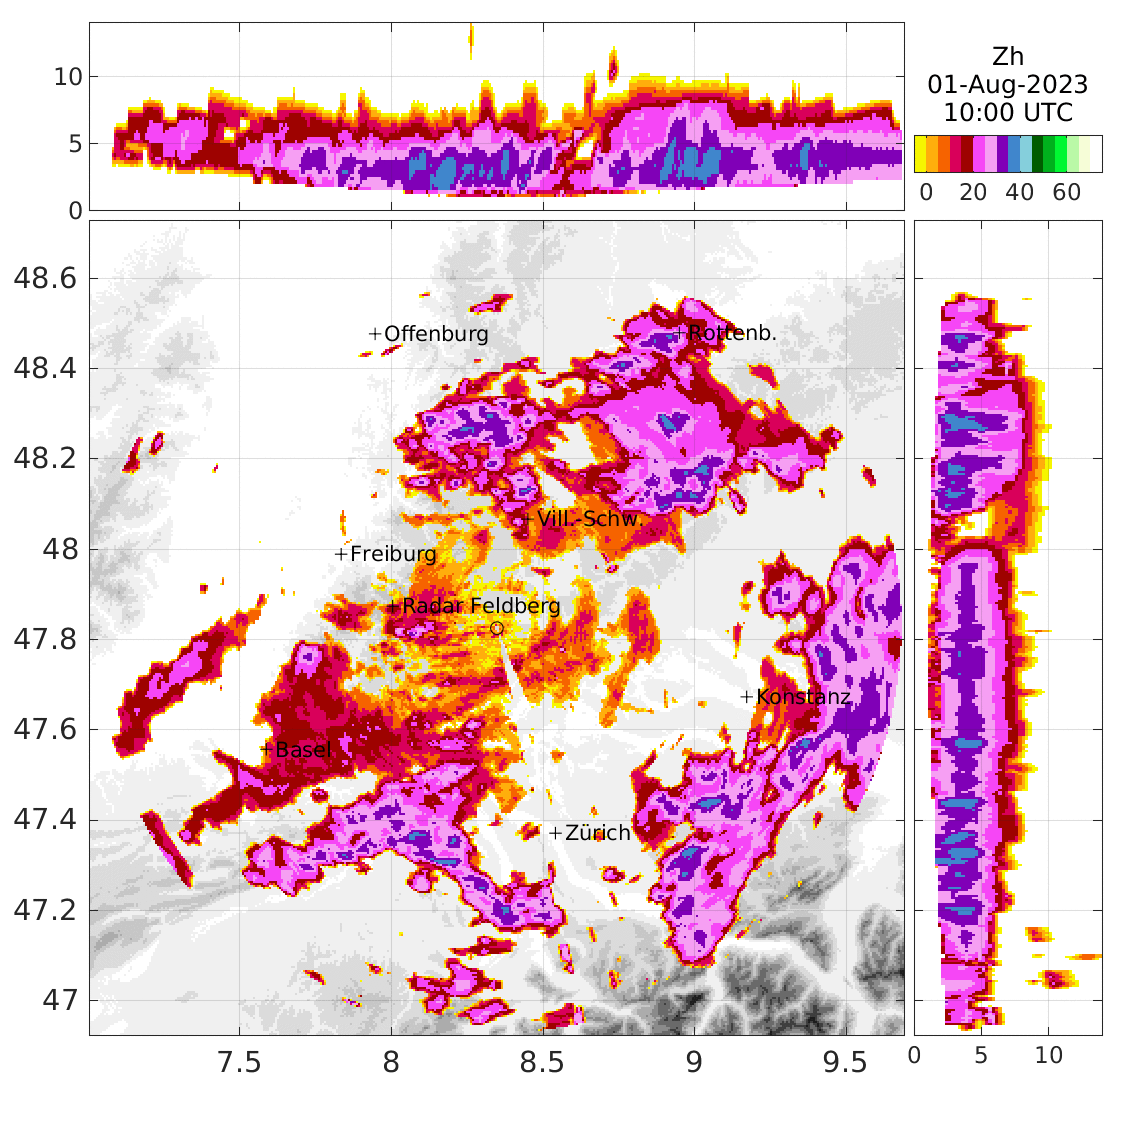 10
5
0
Zh
01-Aug-2023
10:00 UTC
0 20 40 60
48.6
48.4
48.2
48
47.8
47.6
47.4
47.2
47
+Offenburg
+Rottenb.
+Vill.-Schw.
+Freiburg
+Radar Feldberg
+Konstanz
+Basel
+Zürich
7.5 8 8.5 9 9.5
0 5 10